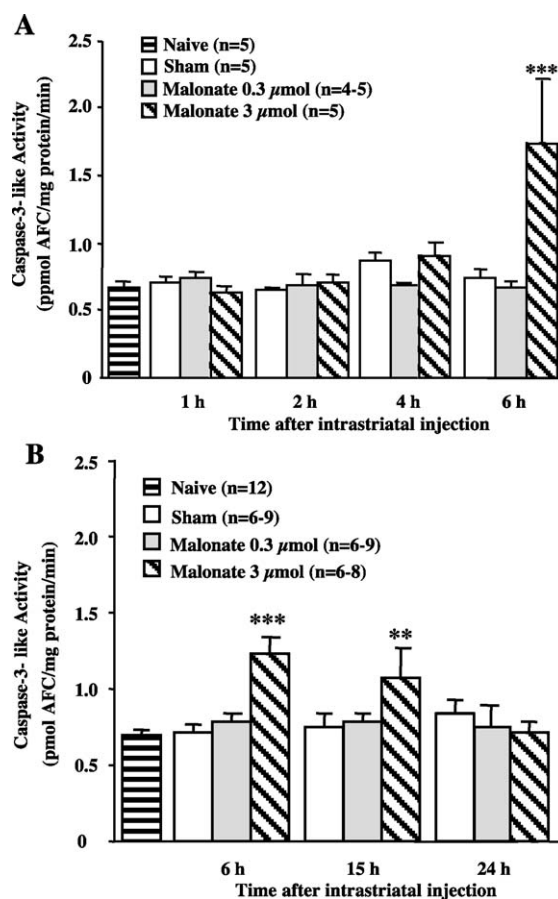 A
Naive (n=5)
Sham (n=5)
Malonate 0.3 µmol (n=4-5)
Malonate 3 µmol (n=5)
***
Caspase-3- like Activity
(ppmol AFC/mg protein/min)
2.5
2.0
1.5
1.0
0.5
0
1 h 2 h 4 h 6 h
Time after intrastriatal injection
B
Naive (n=12)
Sham (n=6-9)
Malonate 0.3 µmol (n=6-9)
Malonate 3 µmol (n=6-8)
*** **
Caspase-3- like Activity
(pmol AFC/mg protein/min)
2.5
2.0
1.5
1.0
0.5
0
6 h 15 h 24 h
Time after intrastriatal injection